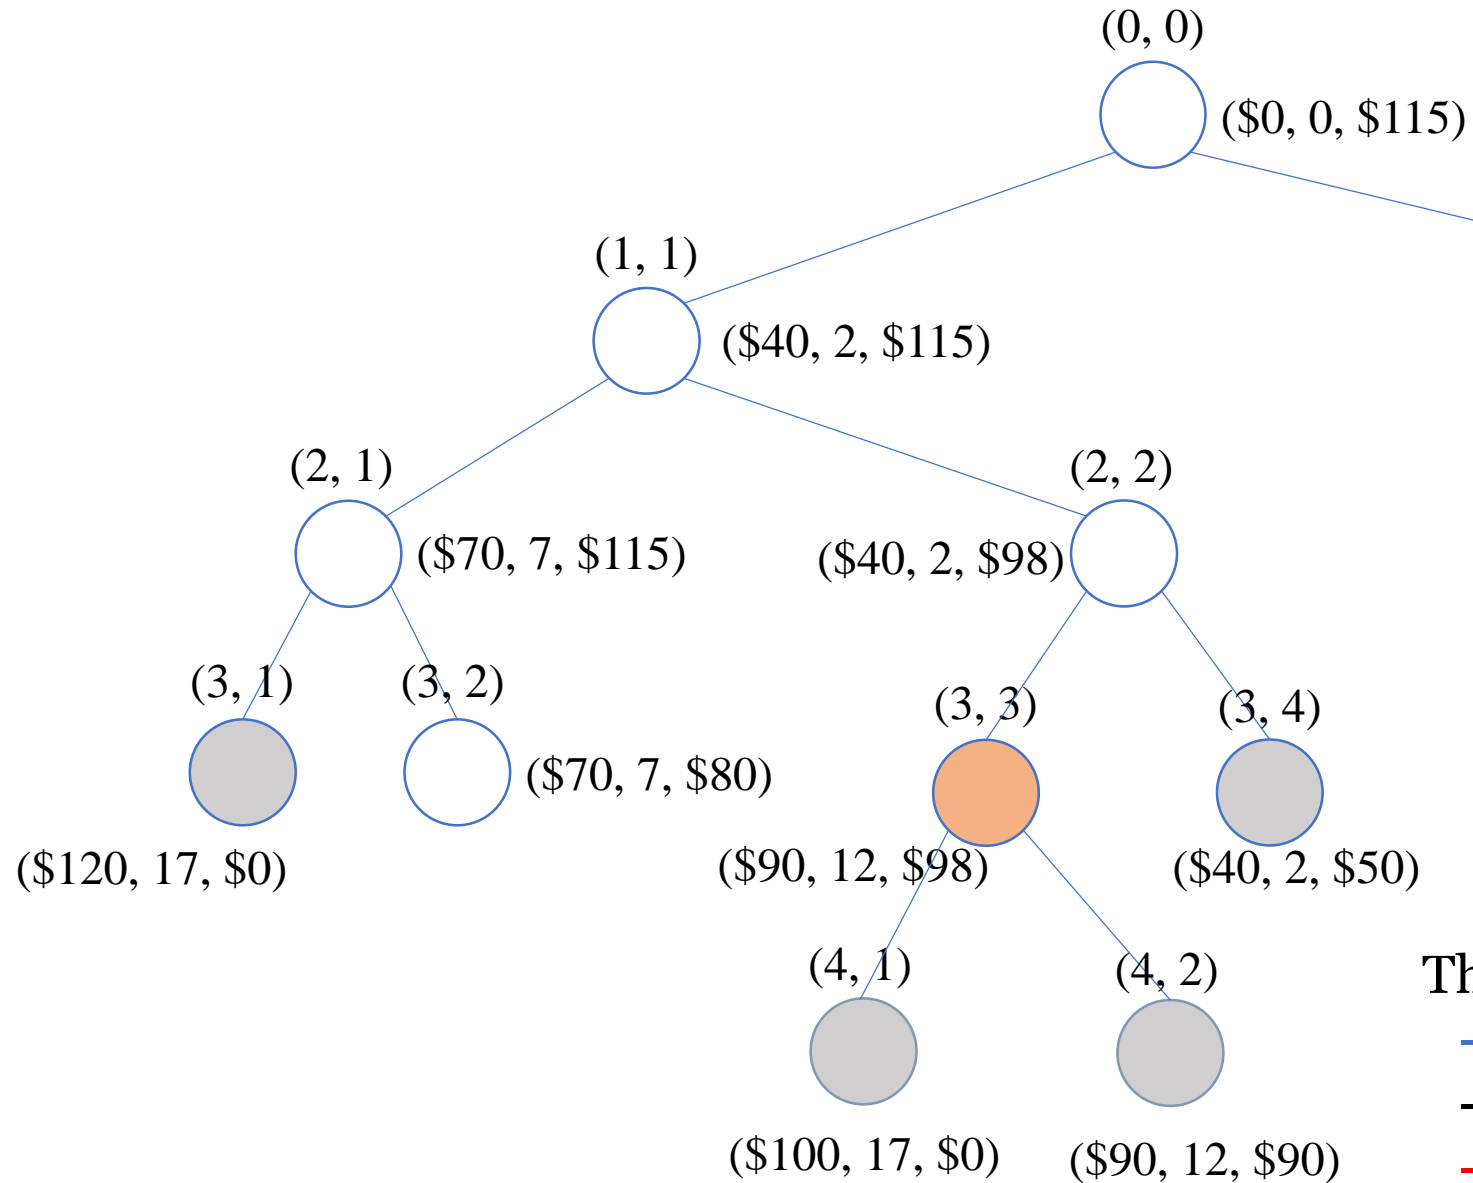 (0, 0)
($0, 0, $115)
(1, 1)
($40, 2, $115)
(2, 1)
($70, 7, $115)
(2, 2)
($40, 2, $98)
(3, 1)
($120, 17, $0)
(3, 2)
($70, 7, $80)
(3, 3)
($90, 12, $98)
(3, 4)
($40, 2, $50)
(4, 1)
($100, 17, $0)
(4, 2)
($90, 12, $90)